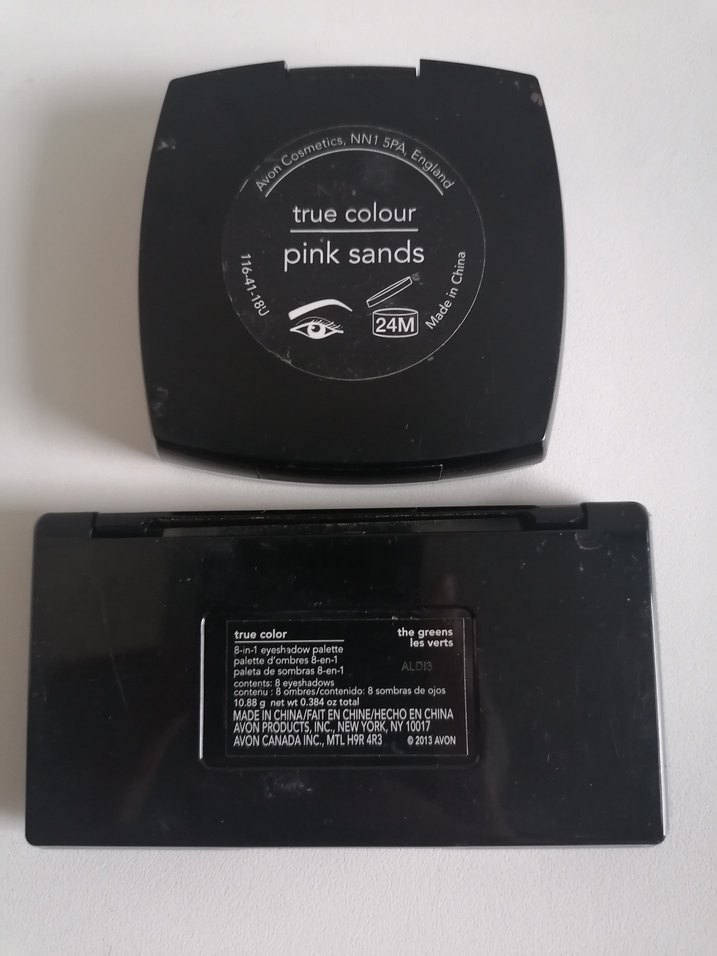 Avon Cosmetics, NN1 5PA, England
true colour
pink sands
116-41-18U
24M
Made in China
true color
the greens
les verts
8-in-1 eyeshadow palette
palette d'ombres 8-en-1
paleta de sombras 8-en-1
ALDI3
contents: 8 eyeshadows
contenu : 8 ombres/contenido: 8 sombras de ojos
10.88 g net wt 0.384 oz total
MADE IN CHINA/FAIT EN CHINE/HECHO EN CHINA
AVON PRODUCTS, INC., NEW YORK, NY 10017
AVON CANADA INC., MTL H9R 4R3
© 2013 AVON